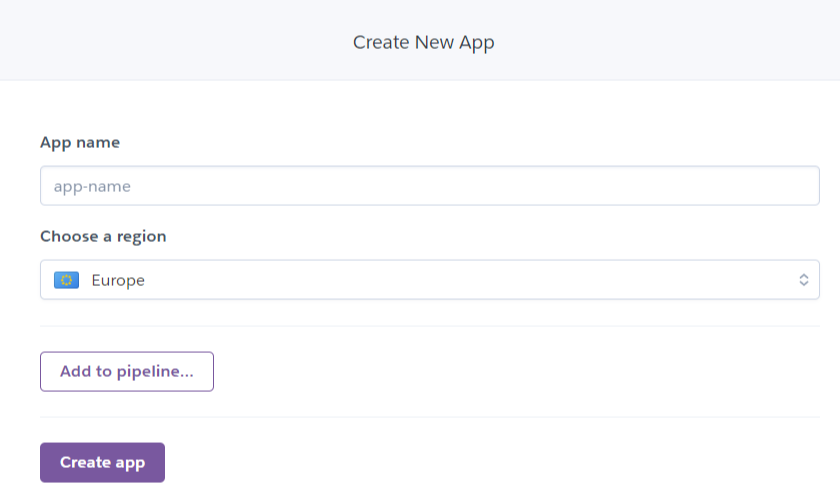 Create New App
App name
app-name
Choose a region
Europe
Add to pipeline...
Create app